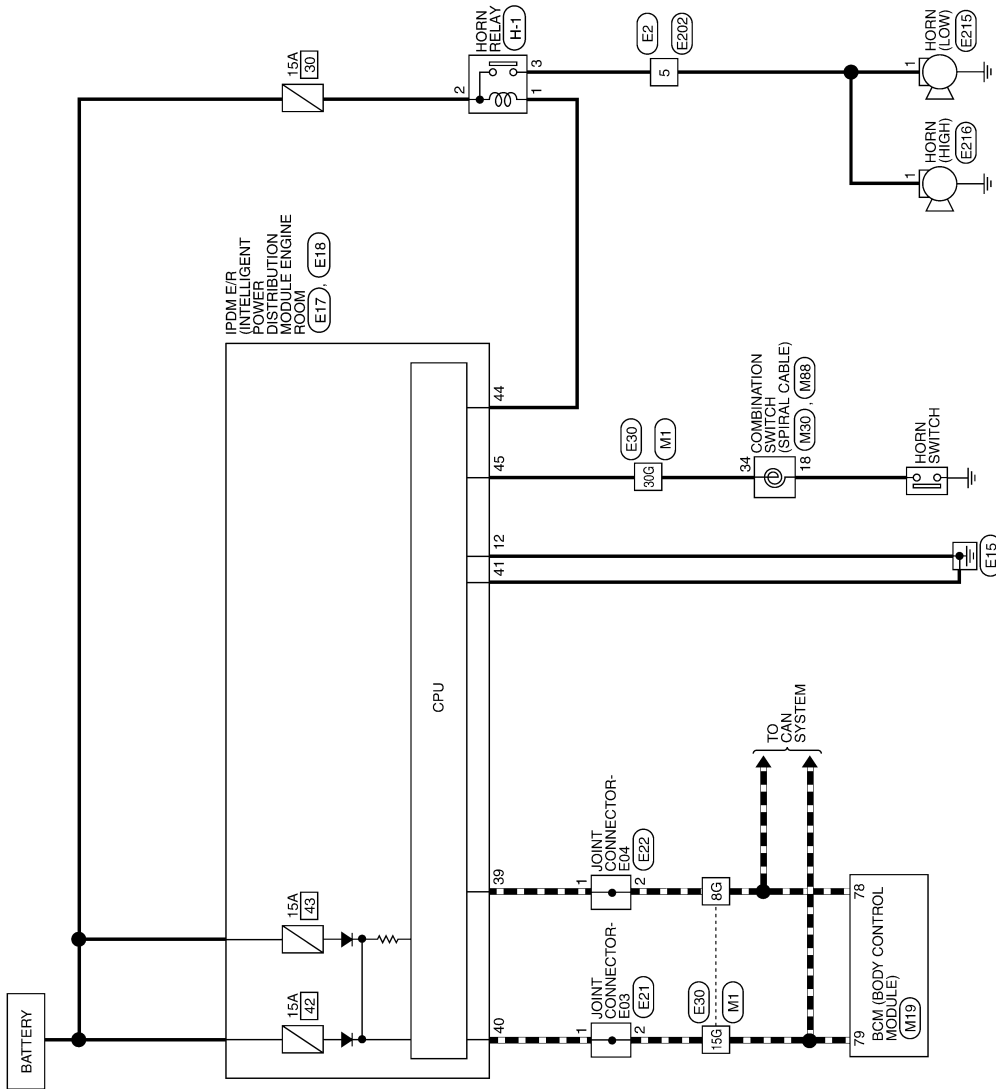 BATTERY
15A
42
15A
43
15A
30
IPDM E/R
(INTELLIGENT
POWER
DISTRIBUTION
MODULE ENGINE
ROOM
E17 , E18
CPU
40
39
41
12
45
44
2
HORN
RELAY
H-1
1
3
JOINT
CONNECTOR-
E03
E21
1
2
JOINT
CONNECTOR-
E04
E22
1
2
15G
E30
M1
8G
TO
CAN
SYSTEM
79
78
BCM (BODY CONTROL
MODULE)
M19
E15
30G
E30
M1
34
COMBINATION
SWITCH
(SPIRAL CABLE)
M30 , M88
18
HORN
SWITCH
5
E2
E202
1
HORN
(HIGH)
E216
1
HORN
(LOW)
E215